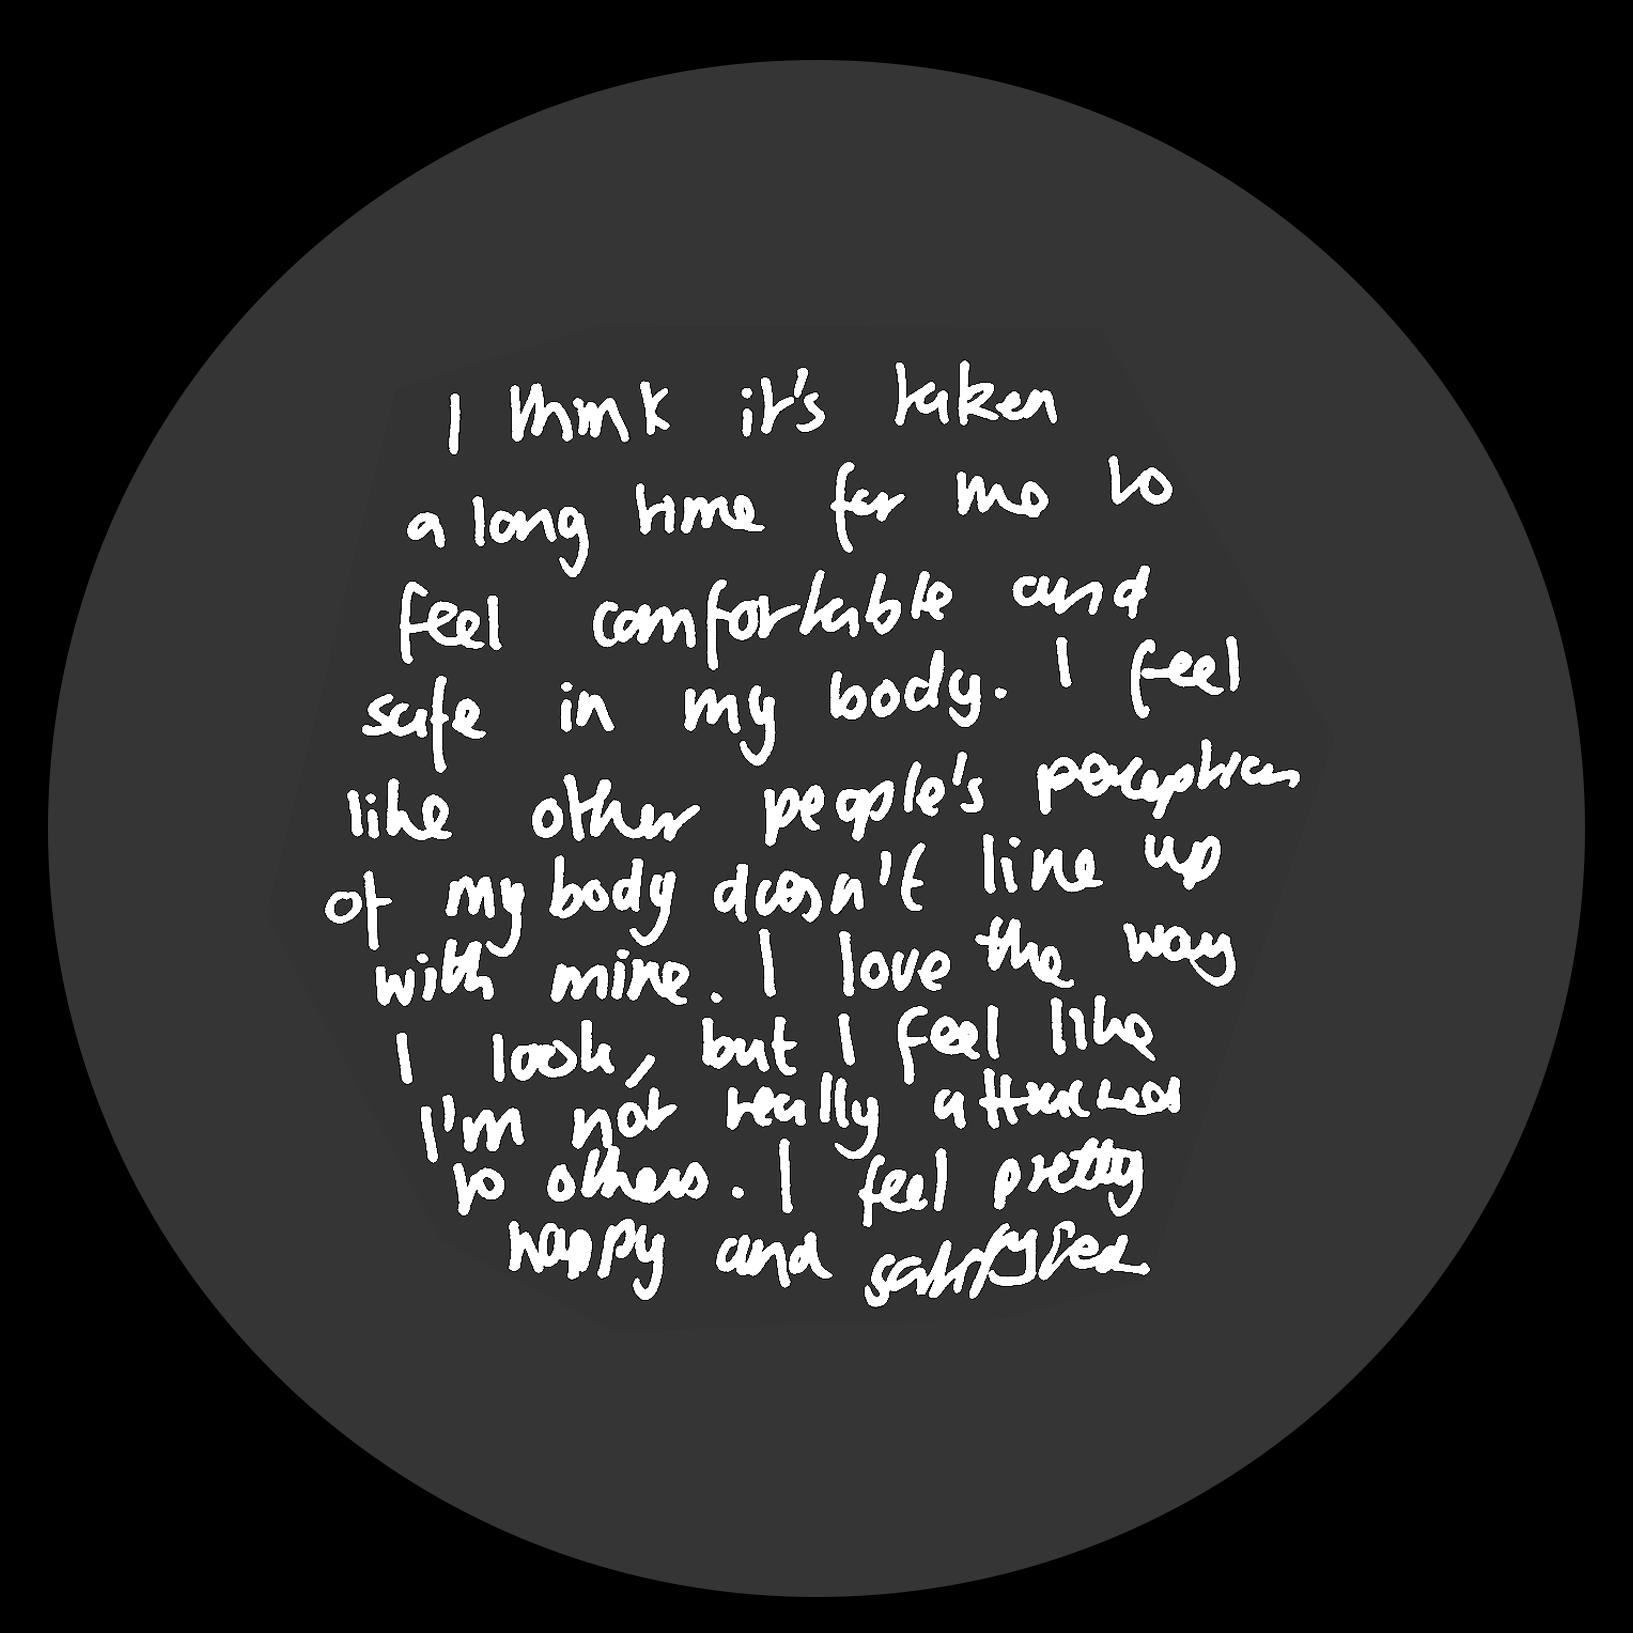 I think it's taken
a long time for me to
feel comfortable and
safe in my body. I feel
like other people's perception
of my body doesn't line up
with mine. I love the way
I look, but I feel like
I'm not really attracted
to others. I feel pretty
happy and